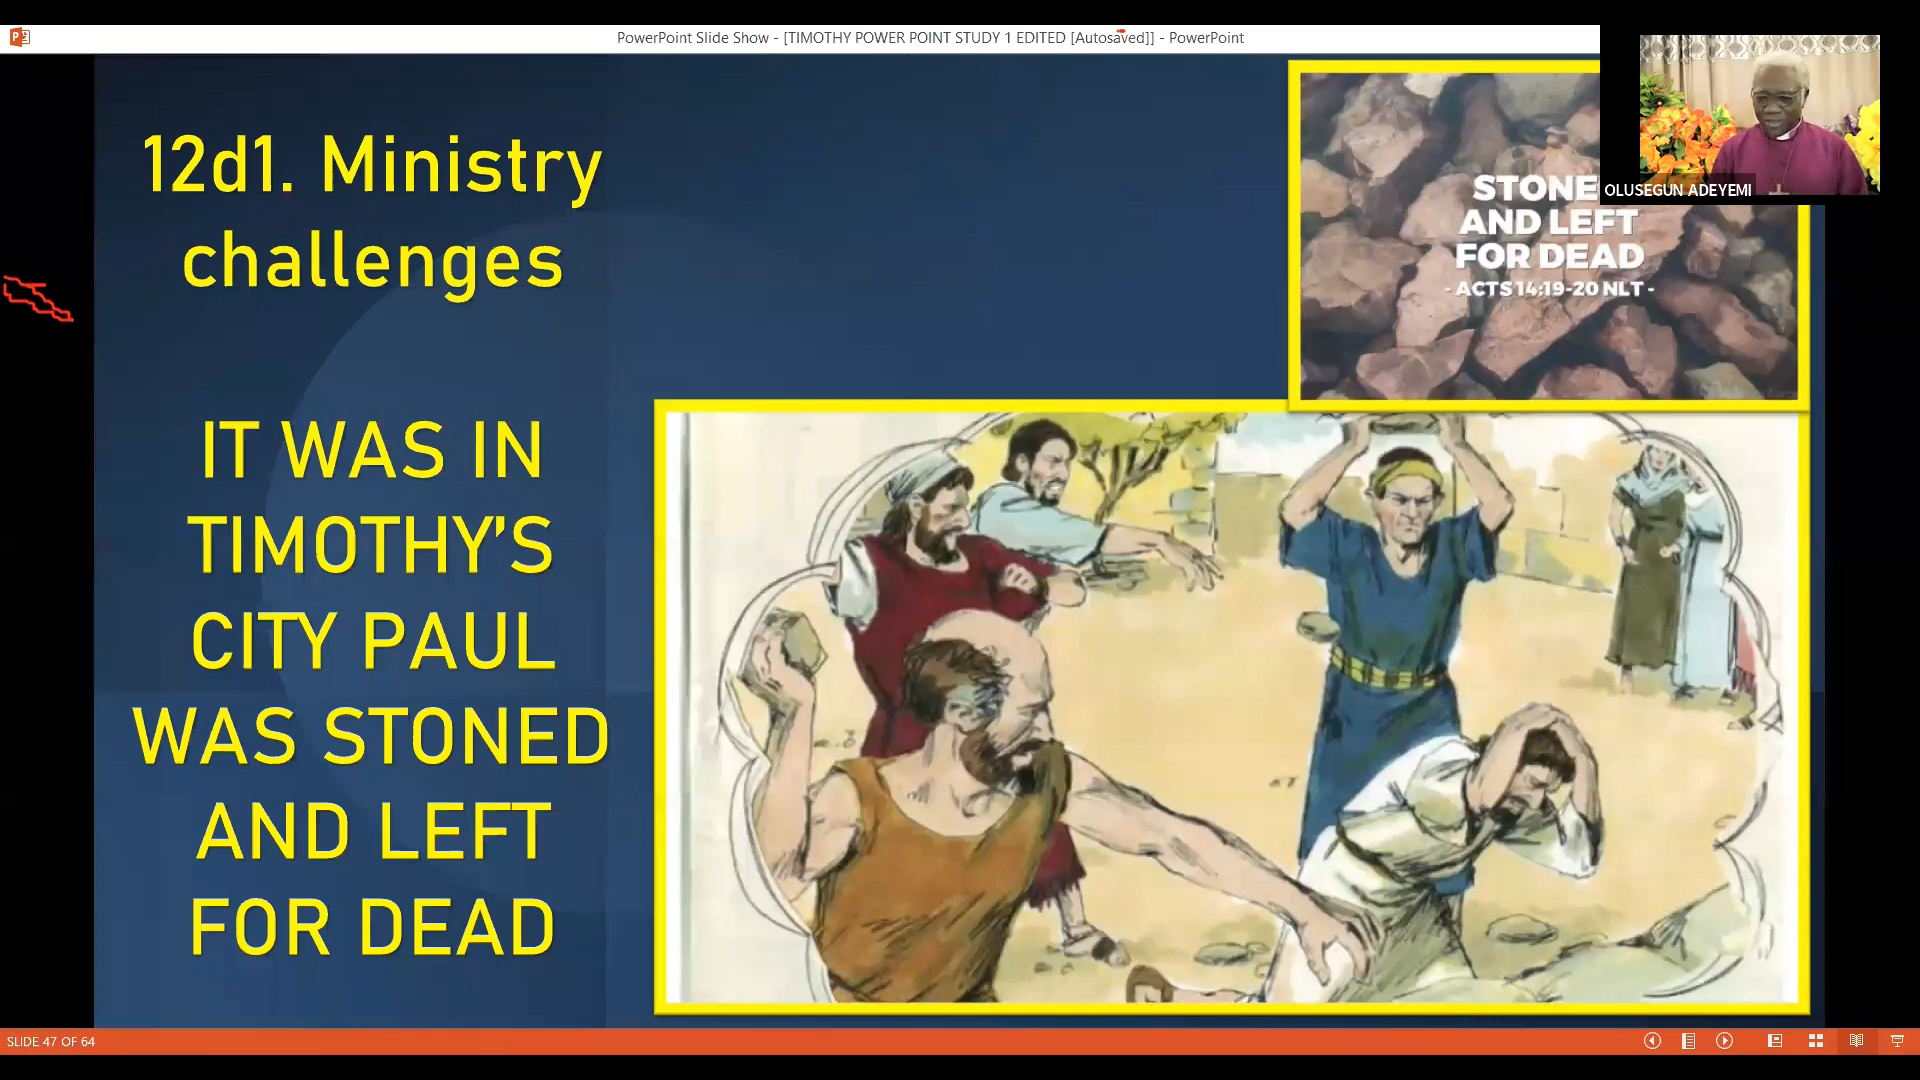 PowerPoint Slide Show - [TIMOTHY POWER POINT STUDY 1 EDITED [Autosaved]] - PowerPoint
12d1. Ministry
challenges
IT WAS IN
TIMOTHY’S
CITY PAUL
WAS STONED
AND LEFT
FOR DEAD
STONE
AND LEFT
FOR DEAD
- ACTS 14:19-20 NLT -
OLUSEGUN ADEYEMI
SLIDE 47 OF 64